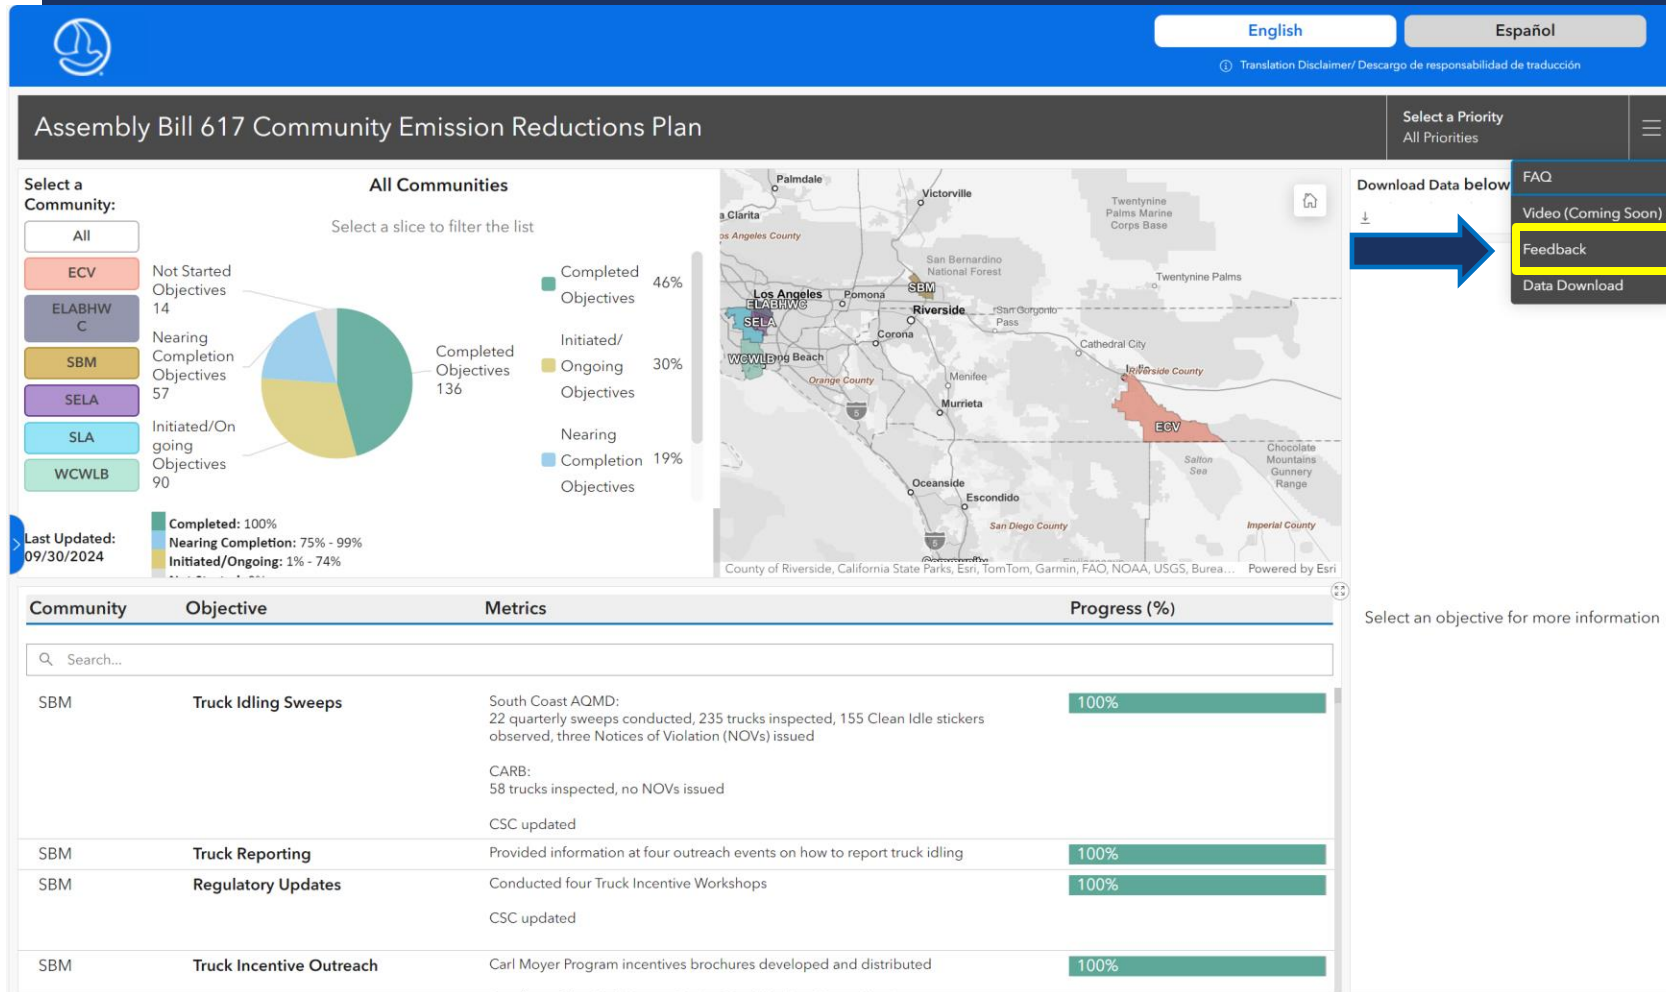 English
Español
Translation Disclaimer/ Descargo de responsabilidad de traducción
Assembly Bill 617 Community Emission Reductions Plan
Select a Priority
All Priorities
FAQ
Video (Coming Soon)
Feedback
Data Download
Select a
Community:
All
ECV
ELABHW
C
SBM
SELA
SLA
WCWLB
Last Updated:
09/30/2024
All Communities
Select a slice to filter the list
Not Started
Objectives
14
Nearing
Completion
Objectives
57
Initiated/On
going
Objectives
90
Completed
Objectives
136
Completed
Objectives
46%
Initiated/
Ongoing
Objectives
30%
Nearing
Completion
Objectives
19%
Completed: 100%
Nearing Completion: 75% - 99%
Initiated/Ongoing: 1% - 74%
Palmdale
Victorville
a Clarita
os Angeles County
Twentynine
Palms Marine
Corps Base
San Bernardino
National Forest
Twentynine Palms
SBM
Los Angeles
Pomona
ELABHWC
Riverside
San Gorgonio
Pass
SELA
Corona
Cathedral City
WCWLB
ng Beach
Riverside County
Orange County
Menifee
5
Murrieta
ECV
Salton
Sea
Chocolate
Mountains
Gunnery
Range
Oceanside
Escondido
San Diego County
Imperial County
5
County of Riverside, California State Parks, Esri, TomTom, Garmin, FAO, NOAA, USGS, Burea...
Powered by Esri
Download Data below
Select an objective for more information
Community Objective Metrics Progress (%)
Search...
SBM Truck Idling Sweeps South Coast AQMD: 100%
22 quarterly sweeps conducted, 235 trucks inspected, 155 Clean Idle stickers
observed, three Notices of Violation (NOVs) issued
CARB:
58 trucks inspected, no NOVs issued
CSC updated
SBM Truck Reporting Provided information at four outreach events on how to report truck idling 100%
SBM Regulatory Updates Conducted four Truck Incentive Workshops 100%
CSC updated
SBM Truck Incentive Outreach Carl Moyer Program incentives brochures developed and distributed 100%